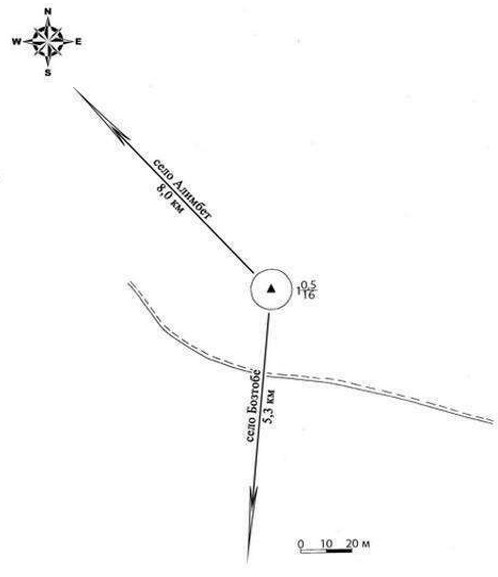 N
W E
S
село Алимбет
8,0 км
1 0,5/16
село Бозтобе
5,3 км
0 10 20 м